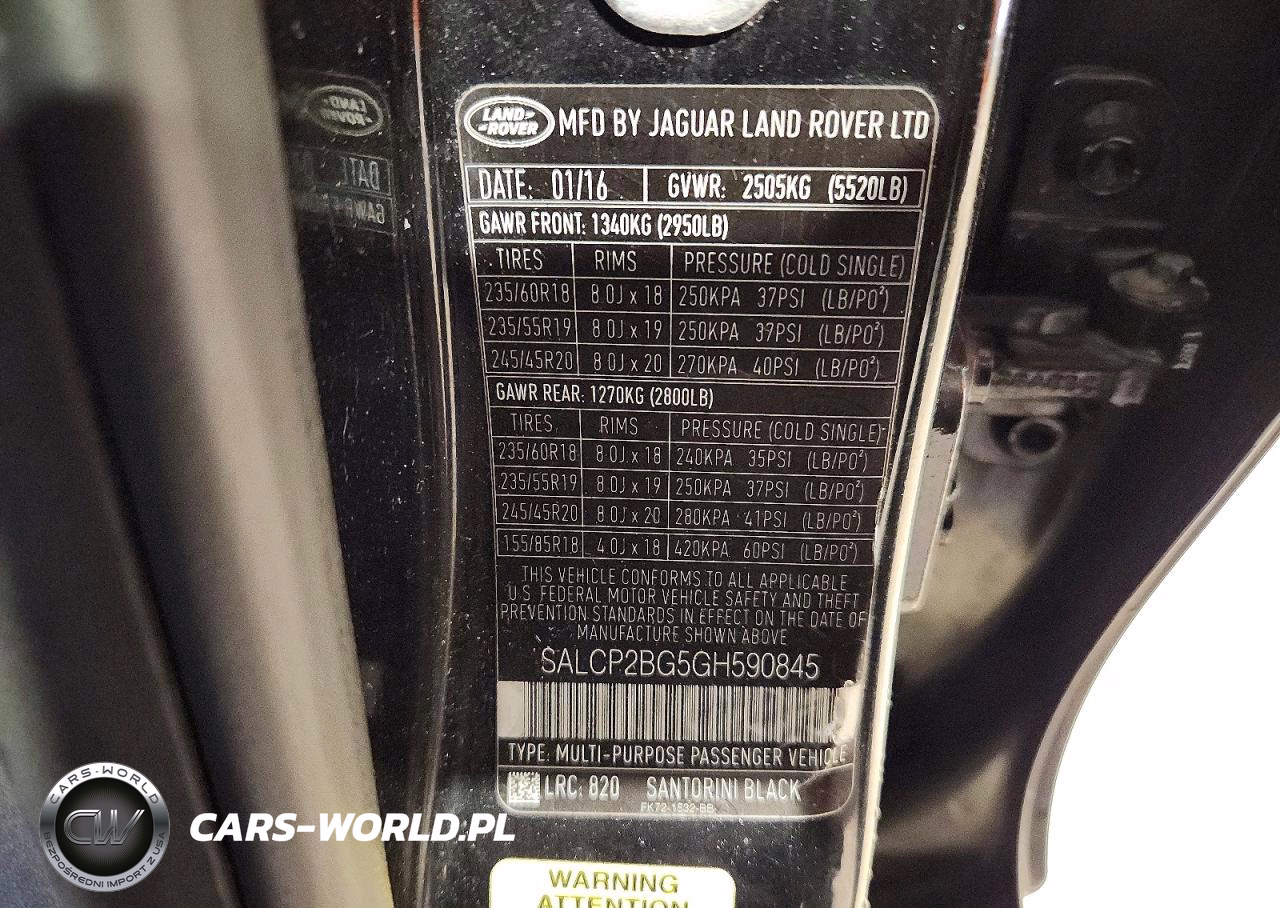 LAND ROVER
MFD BY JAGUAR LAND ROVER LTD
DATE: 01/16 GVWR: 2505KG (5520LB)
GAWR FRONT: 1340KG (2950LB)
TIRES RIMS PRESSURE (COLD SINGLE)
235/60R18 8.0J x 18 250KPA 37PSI (LB/PO²)
235/55R19 8.0J x 19 250KPA 37PSI (LB/PO²)
245/45R20 8.0J x 20 270KPA 40PSI (LB/PO²)
GAWR REAR: 1270KG (2800LB)
TIRES RIMS PRESSURE (COLD SINGLE)
235/60R18 8.0J x 18 240KPA 35PSI (LB/PO²)
235/55R19 8.0J x 19 250KPA 37PSI (LB/PO²)
245/45R20 8.0J x 20 280KPA 41PSI (LB/PO²)
155/85R18 4.0J x 18 420KPA 60PSI (LB/PO²)
THIS VEHICLE CONFORMS TO ALL APPLICABLE
U.S. FEDERAL MOTOR VEHICLE SAFETY AND THEFT
PREVENTION STANDARDS IN EFFECT ON THE DATE OF
MANUFACTURE SHOWN ABOVE
SALCP2BG5GH590845
TYPE: MULTI-PURPOSE PASSENGER VEHICLE
LRC: 820 SANTORINI BLACK
FK72-1532-BB
WARNING
ATTENTION
CARS-WORLD
CW
BEZPOŚREDNI IMPORT Z USA
CARS-WORLD.PL